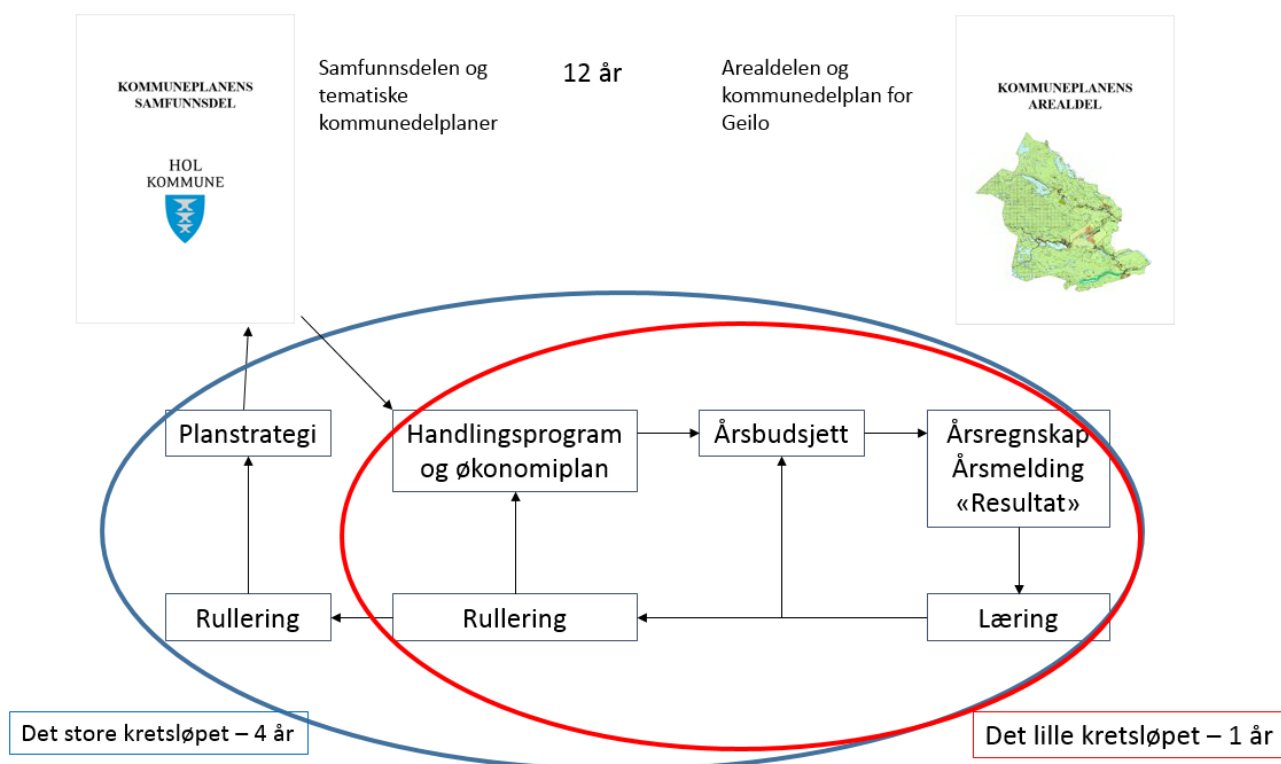 KOMMUNEPLANENS
SAMFUNNSDEL
HOL
KOMMUNE
Samfunnsdelen og
tematiske
kommunedelplaner
12 år
Arealdelen og
kommunedelplan for
Geilo
KOMMUNEPLANENS
AREALDEL
Planstrategi
Handlingsprogram
og økonomiplan
Årsbudsjett
Årsregnskap
Årsmelding
«Resultat»
Rullering
Rullering
Læring
Det store kretsløpet – 4 år
Det lille kretsløpet – 1 år